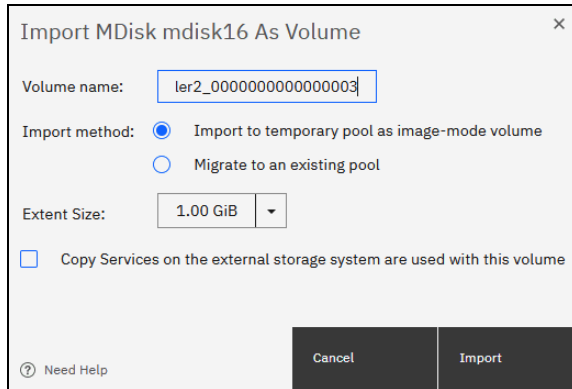 Import MDisk mdisk16 As Volume
Volume name: ler2_0000000000000003
Import method: Import to temporary pool as image-mode volume
Migrate to an existing pool
Extent Size: 1.00 GiB
Copy Services on the external storage system are used with this volume
Need Help Cancel Import